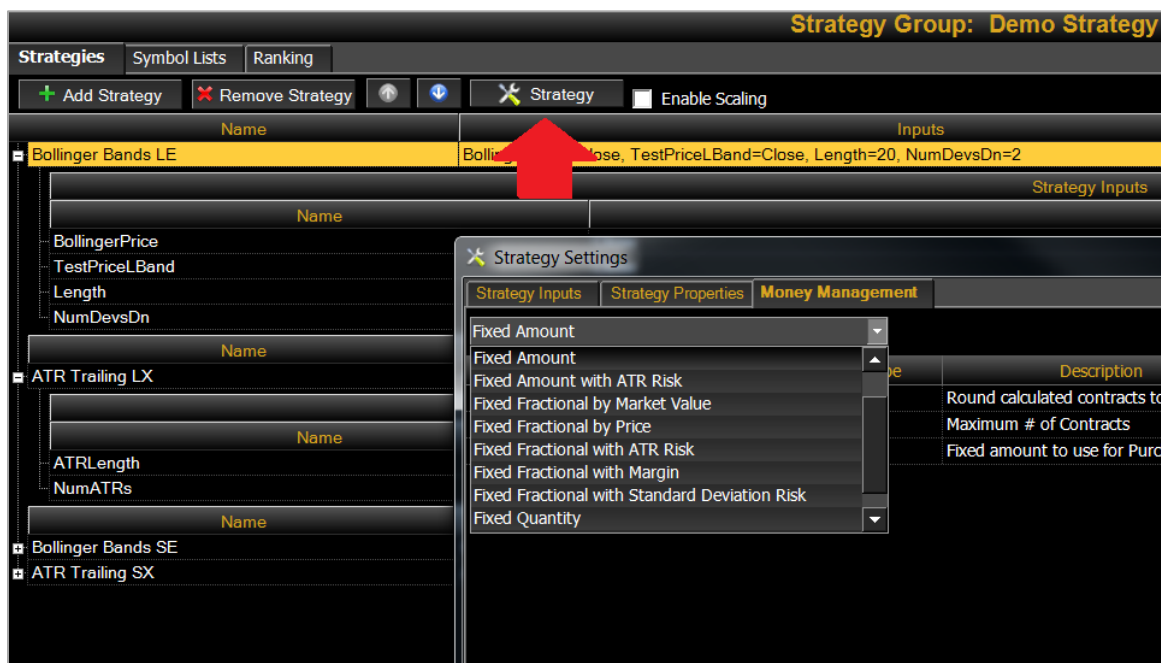 Strategy Group: Demo Strategy
Strategies Symbol Lists Ranking
Add Strategy Remove Strategy Strategy Enable Scaling
Name Inputs
Bollinger Bands LE
TestPriceLBand=Close, Length=20, NumDevsDn=2
Strategy Inputs
Name
BollingerPrice
TestPriceLBand
Length
NumDevsDn
Name
ATR Trailing LX
Name
ATRLength
NumATRs
Name
Bollinger Bands SE
ATR Trailing SX
Strategy Settings
Strategy Inputs Strategy Properties Money Management
Fixed Amount
Fixed Amount
Fixed Amount with ATR Risk
Fixed Fractional by Market Value
Fixed Fractional by Price
Fixed Fractional with ATR Risk
Fixed Fractional with Margin
Fixed Fractional with Standard Deviation Risk
Fixed Quantity
Description
Round calculated contracts to
Maximum # of Contracts
Fixed amount to use for